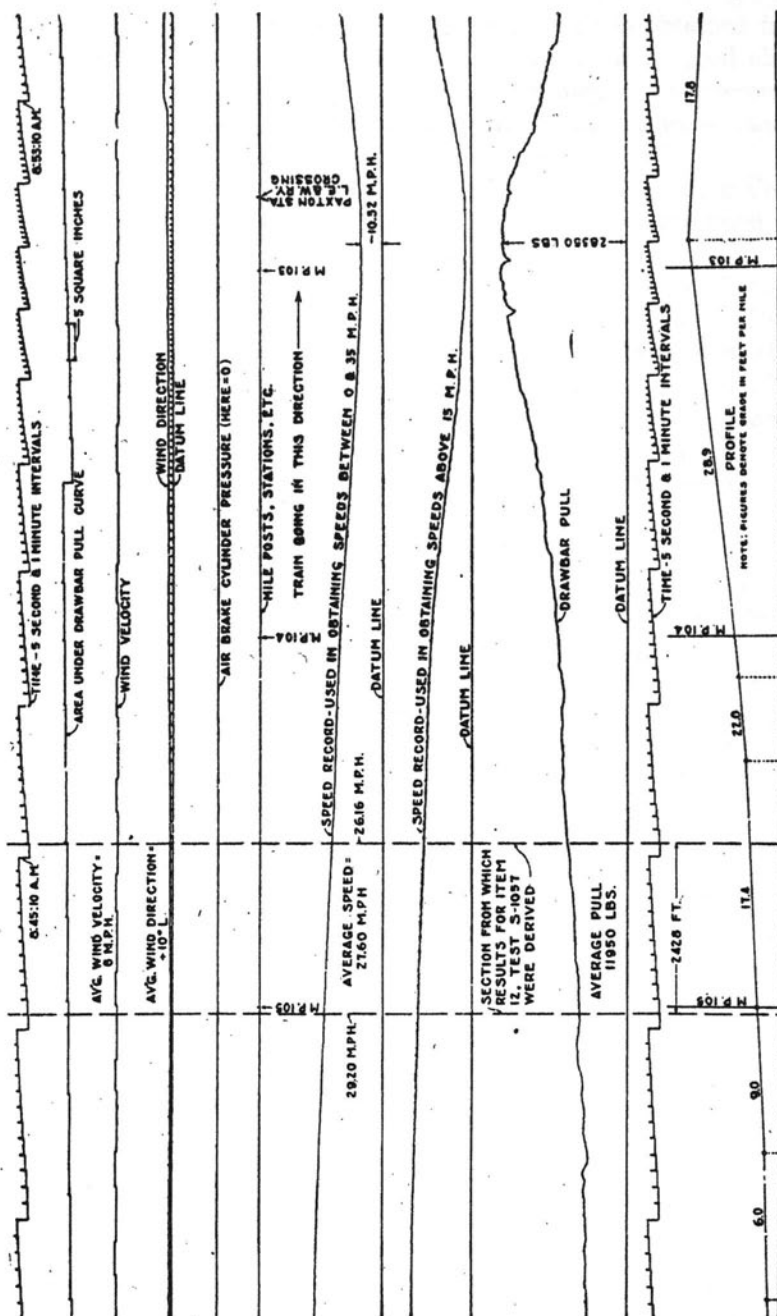 8:45:10 A.M.
TIME-5 SECOND & 1 MINUTE INTERVALS
8:53:10 A.M.
AREA UNDER DRAWBAR PULL CURVE
5 SQUARE INCHES
AVG. WIND VELOCITY=
8 M.P.H.
WIND VELOCITY
AVG. WIND DIRECTION=
+10° L.
WIND DIRECTION
DATUM LINE
AIR BRAKE CYLINDER PRESSURE (HERE=0)
M.P.105
M.P.104
MILE POSTS, STATIONS, ETC.
M.P.103
PAXTON STA.
L.E.& W.RY.
CROSSING
TRAIN GOING IN THIS DIRECTION
SPEED RECORD-USED IN OBTAINING SPEEDS BETWEEN 0 & 35 M.P.H.
29.20 M.P.H.
AVERAGE SPEED=
27.60 M.P.H
26.16 M.P.H.
10.52 M.P.H.
DATUM LINE
SPEED RECORD-USED IN OBTAINING SPEEDS ABOVE 15 M.P.H.
DATUM LINE
SECTION FROM WHICH
RESULTS FOR ITEM
12, TEST S-1057
WERE DERIVED
DRAWBAR PULL
28350 LBS
AVERAGE PULL
11950 LBS.
DATUM LINE
TIME-5 SECOND & 1 MINUTE INTERVALS
2428 FT.
M.P.105
M.P.104
M.P.103
6.0
9.0
17.4
22.0
28.9
17.8
PROFILE
NOTE: FIGURES DENOTE GRADE IN FEET PER MILE